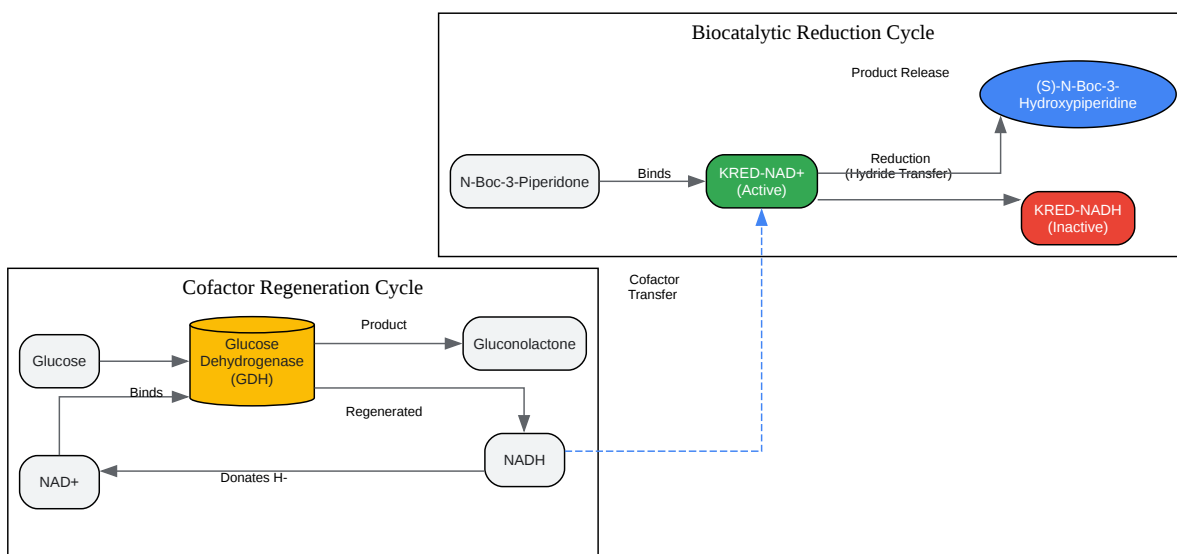 Biocatalytic Reduction Cycle
Product Release
(S)-N-Boc-3-
Hydroxypiperidine
N-Boc-3-Piperidone
Binds
KRED-NAD+
(Active)
Reduction
(Hydride Transfer)
KRED-NADH
(Inactive)
Cofactor
Transfer
Cofactor Regeneration Cycle
Glucose
Glucose
Dehydrogenase
(GDH)
Product
Gluconolactone
Binds
Regenerated
NAD+
Donates H-
NADH